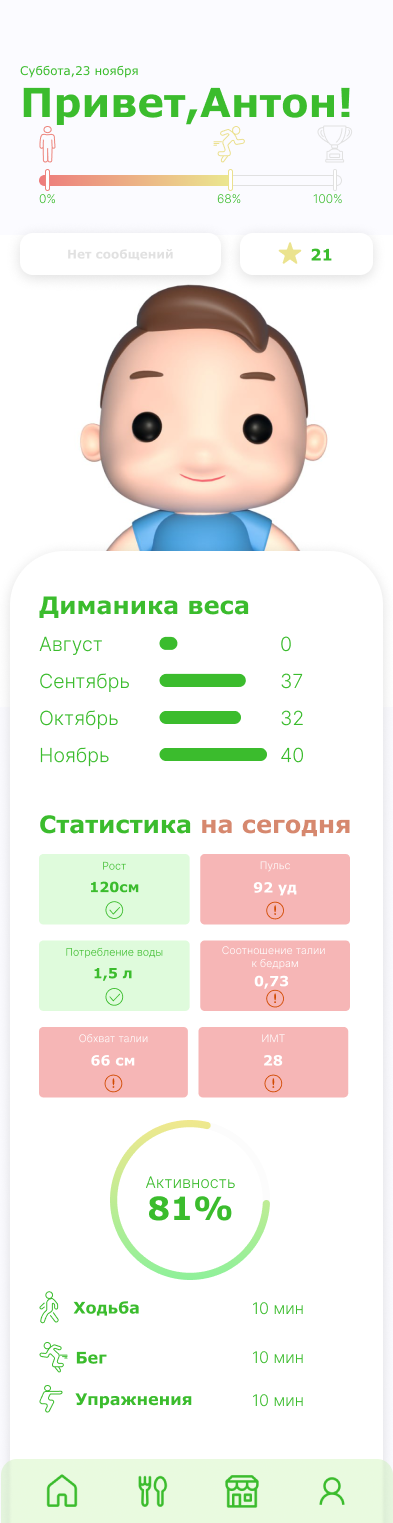 Суббота,23 ноября
Привет,Антон!
0% 68% 100%
Нет сообщений 21
Диманика веса
Август 0
Сентябрь 37
Октябрь 32
Ноябрь 40
Статистика на сегодня
Рост Пульс
120см 92 уд
Потребление воды Соотношение талии
к бедрам
1,5 л 0,73
Обхват талии ИМТ
66 см 28
Активность
81%
Ходьба 10 мин
Бег 10 мин
Упражнения 10 мин